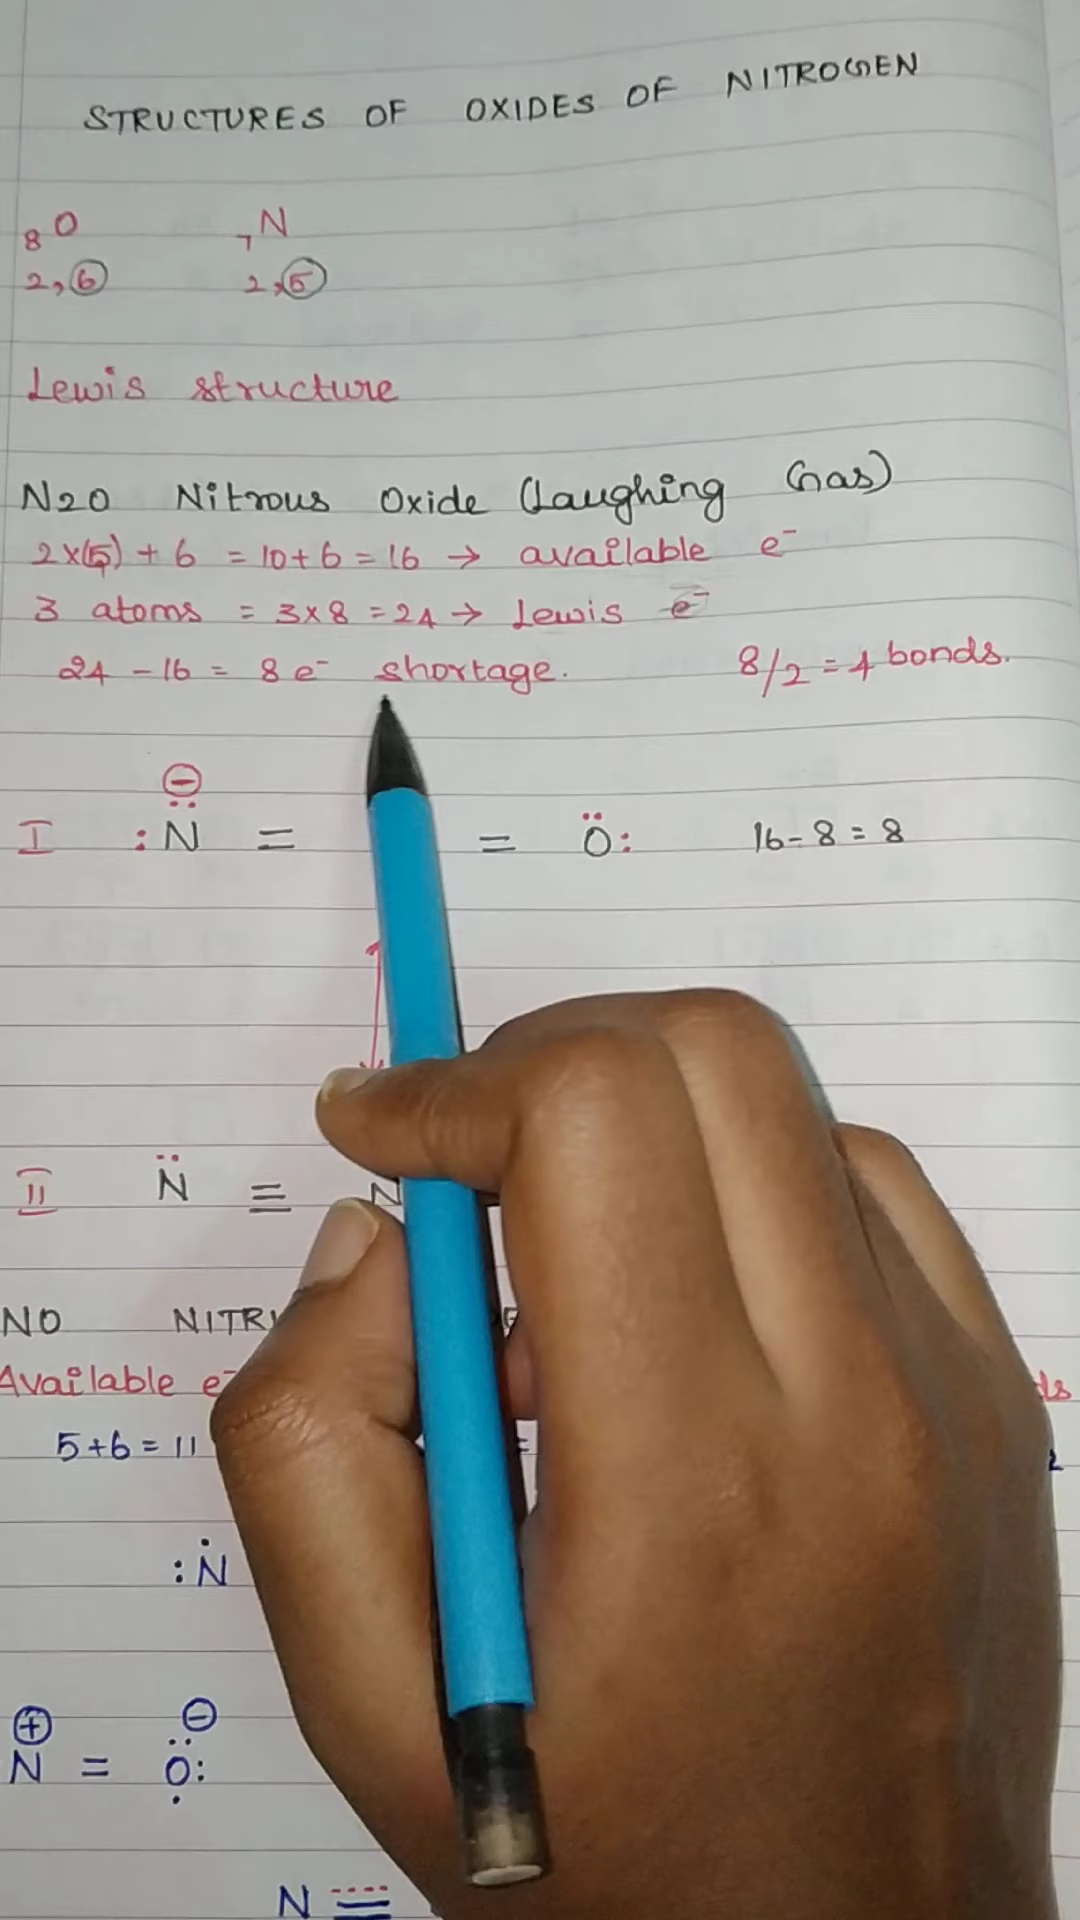 STRUCTURES OF OXIDES OF NITROGEN
8O 7N
2,6 2,5
Lewis structure
N2O Nitrous Oxide (Laughing Gas)
2x(5) + 6 = 10+6 = 16 → available e⁻
3 atoms = 3x8 = 24 → Lewis e⁻
24 - 16 = 8e⁻ shortage. 8/2 = 4 bonds.
⊖
I :N̈ = = Ö: 16-8 = 8
II N̈ ≡ N
NO
Available e⁻
5+6 = 11 =
:Ṅ
⊕ ⊖
N = Ö:
N